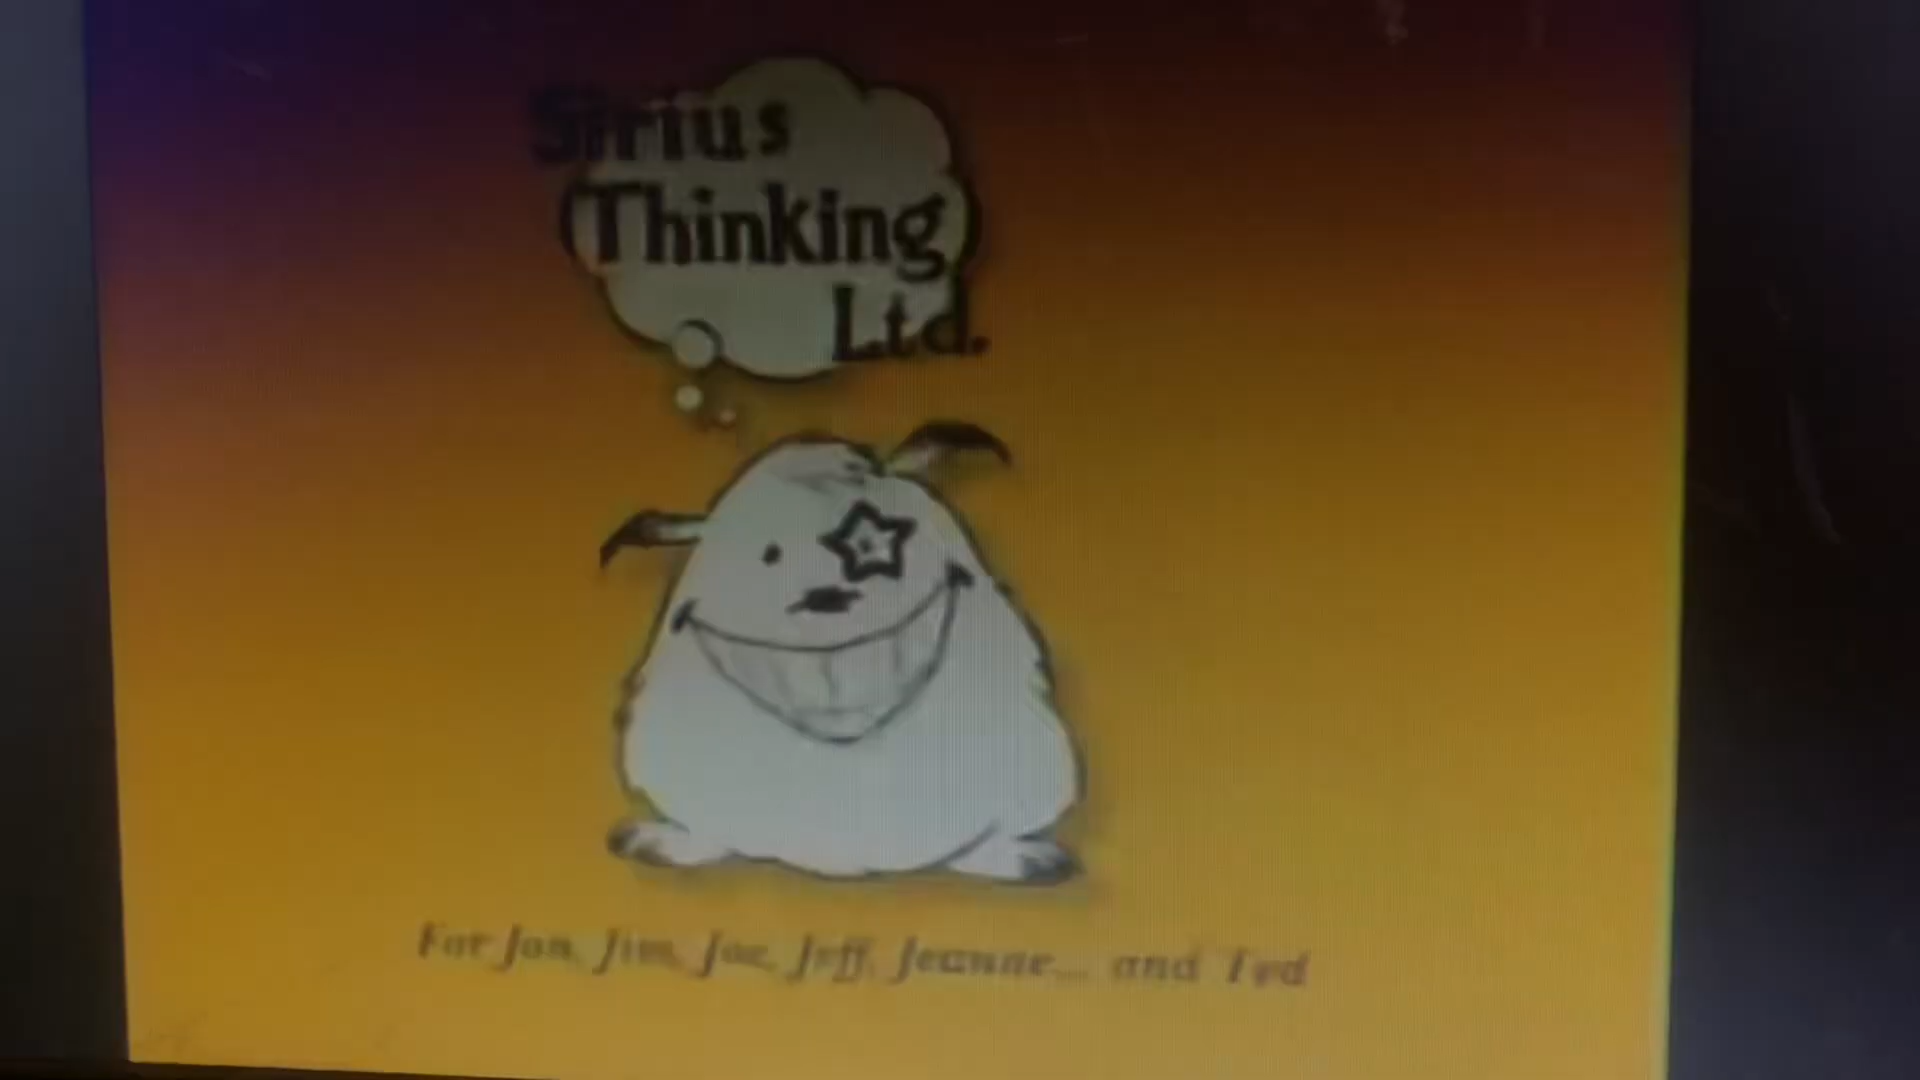 Sirius
Thinking
Ltd.
For Jon, Jim, Joe, Jeff, Jeanne... and Ted